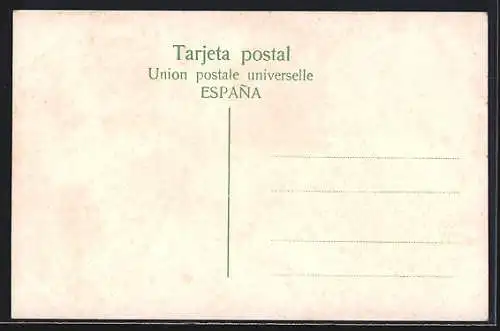 Tarjeta postal
Union postale universelle
ESPAÑA